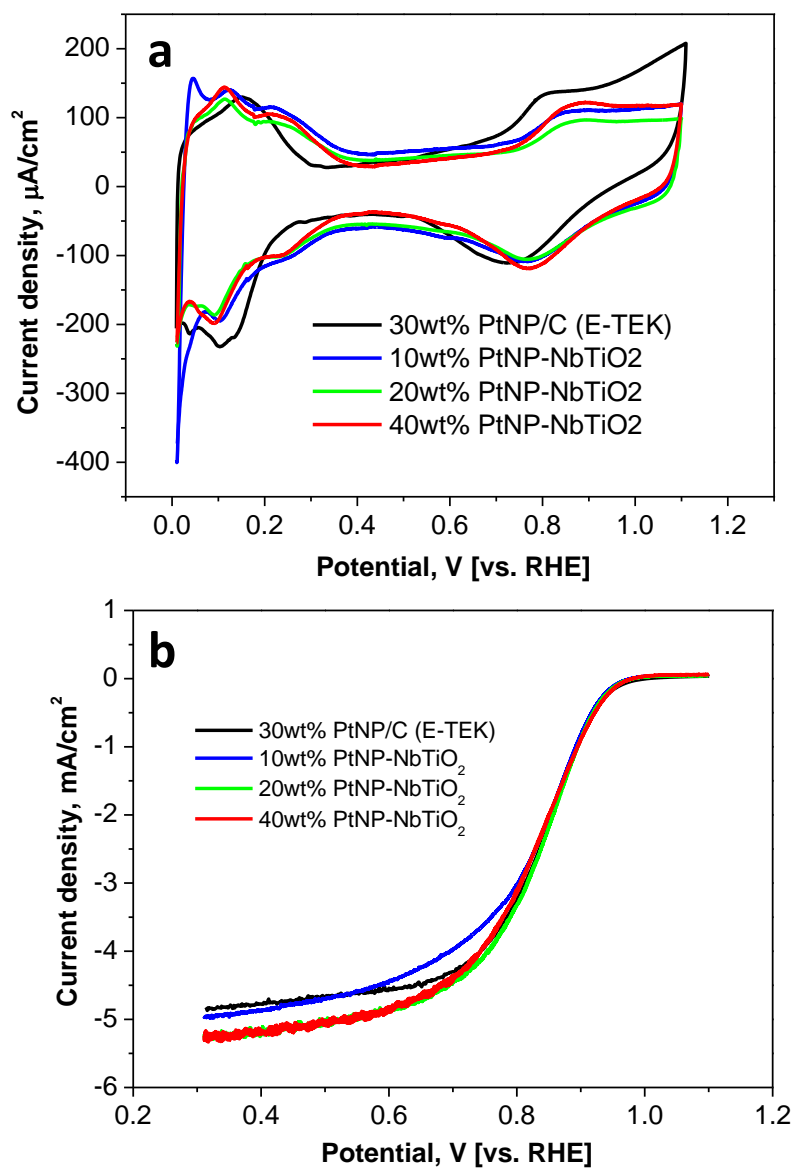 a
Current density, µA/cm²
200
100
0
-100
-200
-300
-400
30wt% PtNP/C (E-TEK)
10wt% PtNP-NbTiO2
20wt% PtNP-NbTiO2
40wt% PtNP-NbTiO2
0.0 0.2 0.4 0.6 0.8 1.0 1.2
Potential, V [vs. RHE]
b
Current density, mA/cm²
1
0
-1
-2
-3
-4
-5
-6
30wt% PtNP/C (E-TEK)
10wt% PtNP-NbTiO₂
20wt% PtNP-NbTiO₂
40wt% PtNP-NbTiO₂
0.2 0.4 0.6 0.8 1.0 1.2
Potential, V [vs. RHE]